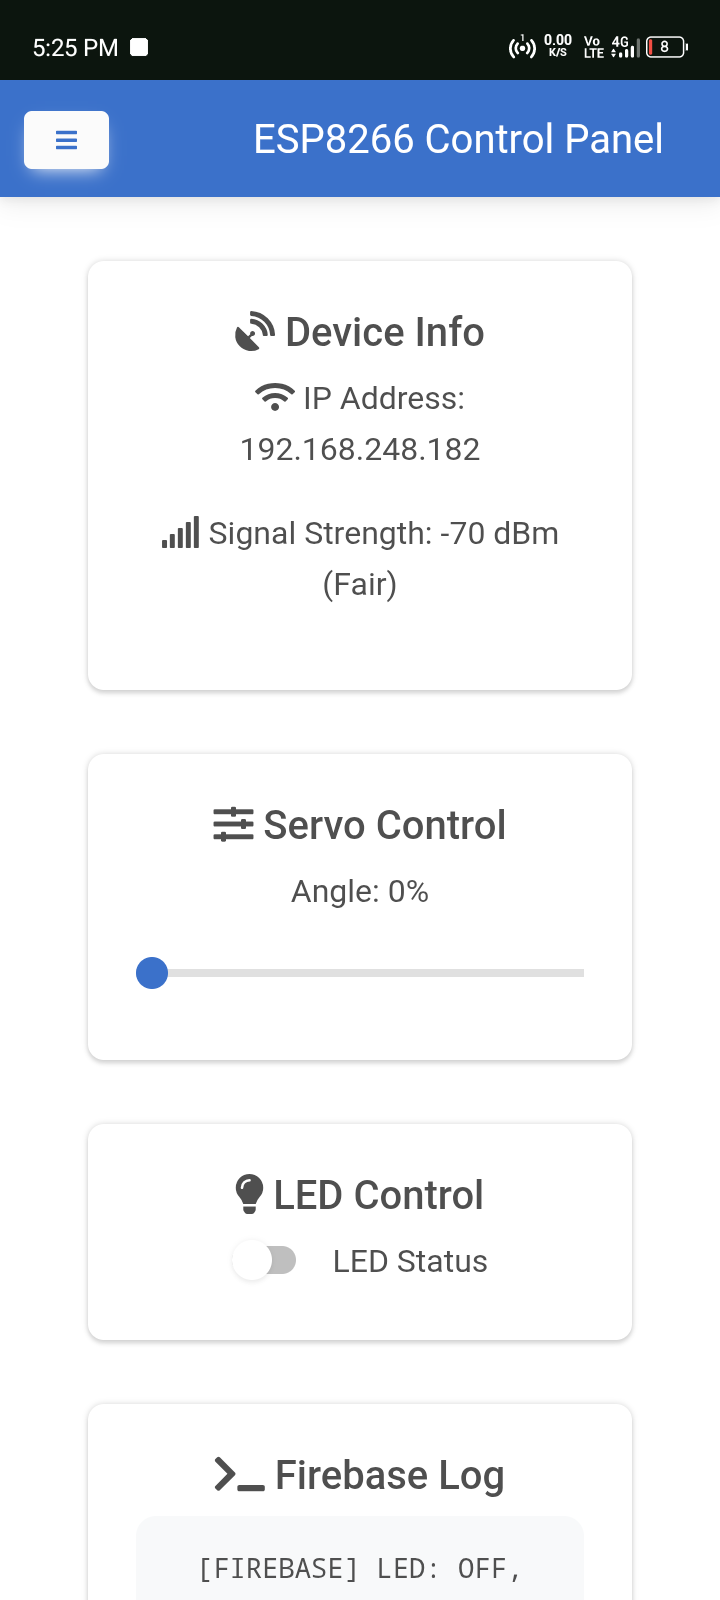 5:25 PM
1
0.00 K/S
Vo LTE
4G
8
ESP8266 Control Panel
Device Info
IP Address:
192.168.248.182
Signal Strength: -70 dBm
(Fair)
Servo Control
Angle: 0%
LED Control
LED Status
Firebase Log
[FIREBASE] LED: OFF,